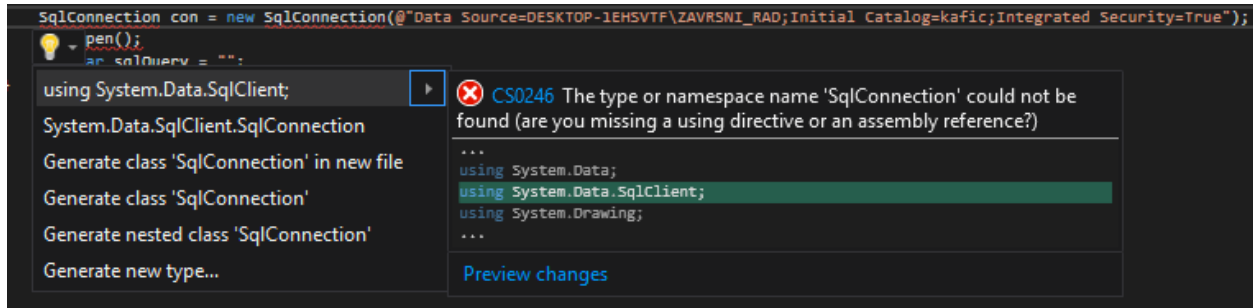 SqlConnection con = new SqlConnection(@"Data Source=DESKTOP-1EHSVTF\ZAVRSNI_RAD;Initial Catalog=kafic;Integrated Security=True");
pen();
ar sqlQuery = "";
using System.Data.SqlClient;
System.Data.SqlClient.SqlConnection
Generate class 'SqlConnection' in new file
Generate class 'SqlConnection'
Generate nested class 'SqlConnection'
Generate new type...
CS0246 The type or namespace name 'SqlConnection' could not be
found (are you missing a using directive or an assembly reference?)
...
using System.Data;
using System.Data.SqlClient;
using System.Drawing;
...
Preview changes